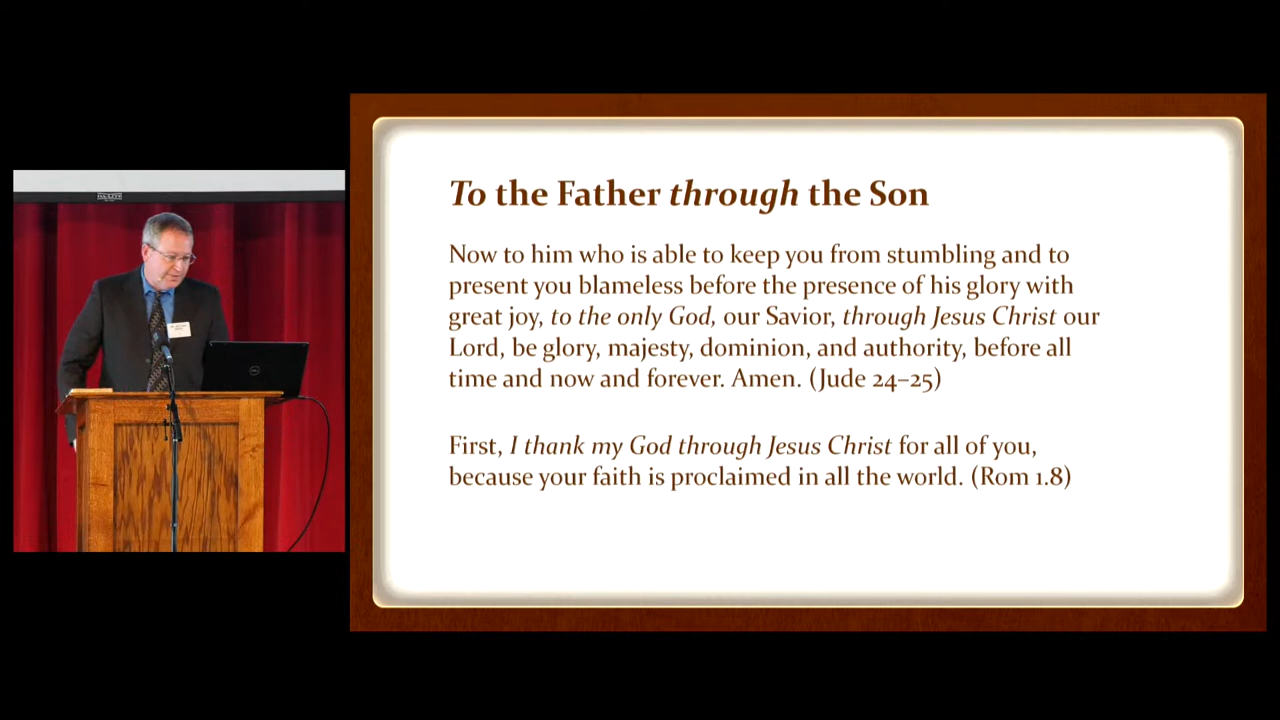 To the Father through the Son
Now to him who is able to keep you from stumbling and to
present you blameless before the presence of his glory with
great joy, to the only God, our Savior, through Jesus Christ our
Lord, be glory, majesty, dominion, and authority, before all
time and now and forever. Amen. (Jude 24–25)
First, I thank my God through Jesus Christ for all of you,
because your faith is proclaimed in all the world. (Rom 1.8)
DELL